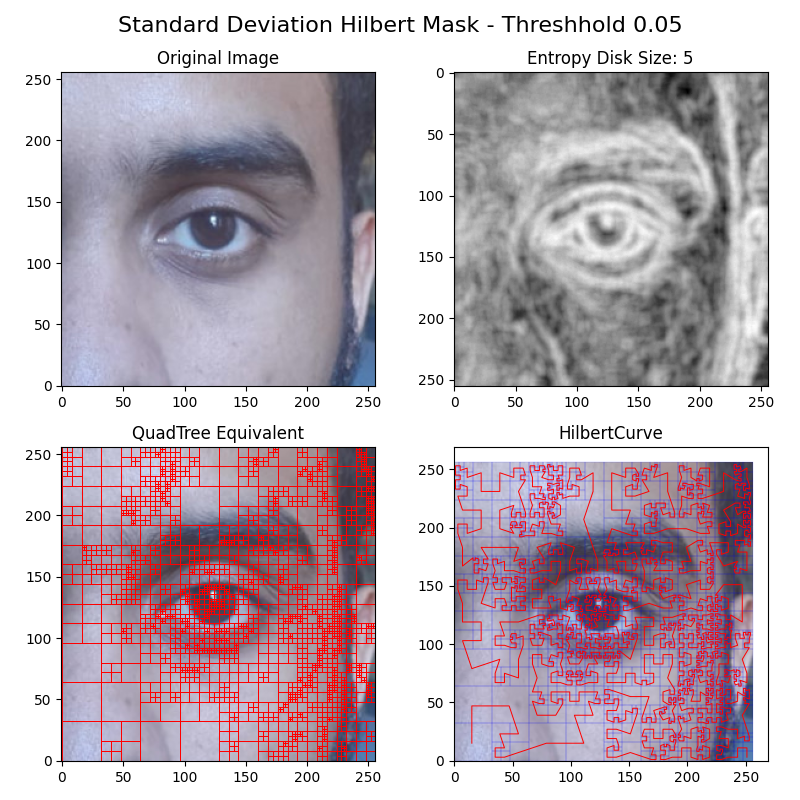 Standard Deviation Hilbert Mask - Threshhold 0.05
Original Image
250
200
150
100
50
0
0 50 100 150 200 250
Entropy Disk Size: 5
0
50
100
150
200
250
0 50 100 150 200 250
QuadTree Equivalent
250
200
150
100
50
0
0 50 100 150 200 250
HilbertCurve
250
200
150
100
50
0
0 50 100 150 200 250